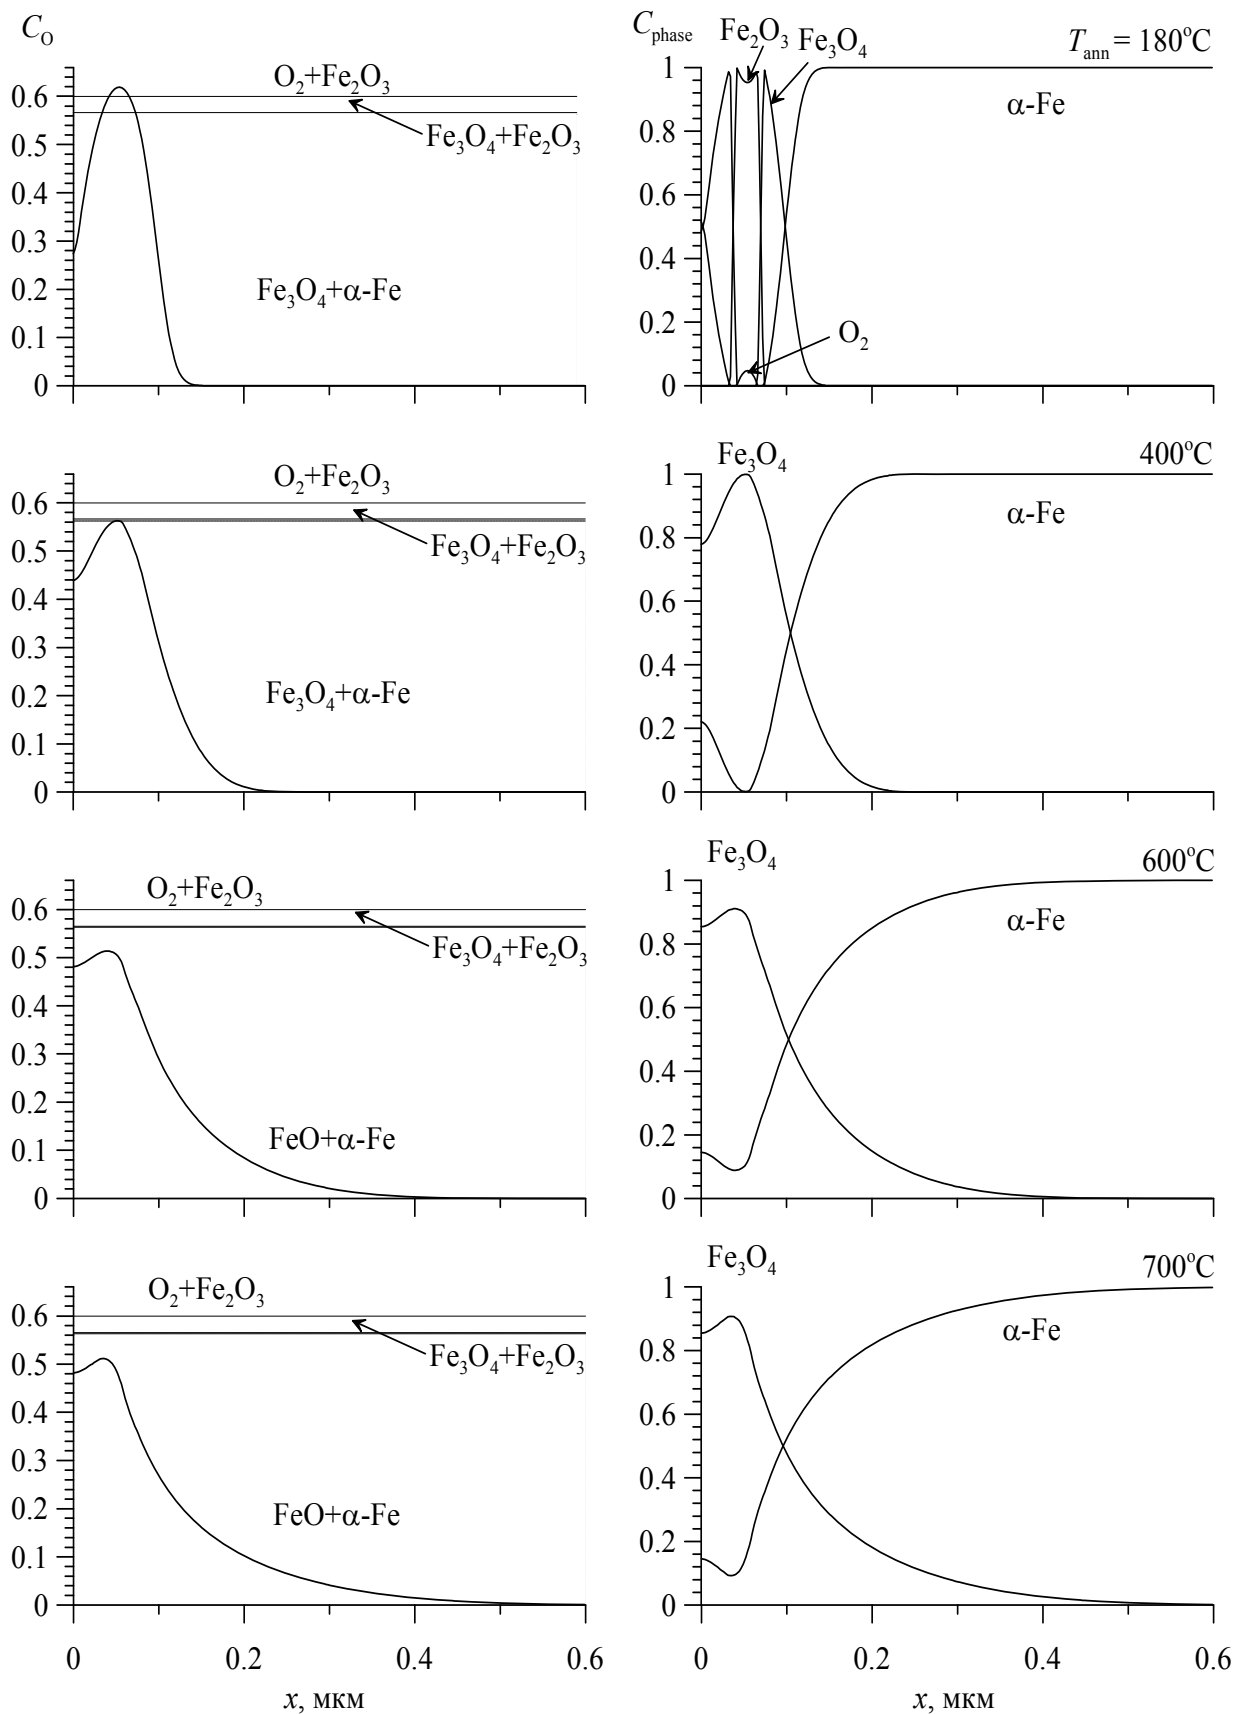 C_O
O₂+Fe₂O₃
Fe₃O₄+Fe₂O₃
Fe₃O₄+α-Fe
0.6
0.5
0.4
0.3
0.2
0.1
0
C_phase
Fe₂O₃
Fe₃O₄
T_ann = 180°C
α-Fe
O₂
1
0.8
0.6
0.4
0.2
0
O₂+Fe₂O₃
Fe₃O₄+Fe₂O₃
Fe₃O₄+α-Fe
0.6
0.5
0.4
0.3
0.2
0.1
0
Fe₃O₄
400°C
α-Fe
1
0.8
0.6
0.4
0.2
0
O₂+Fe₂O₃
Fe₃O₄+Fe₂O₃
FeO+α-Fe
0.6
0.5
0.4
0.3
0.2
0.1
0
Fe₃O₄
600°C
α-Fe
1
0.8
0.6
0.4
0.2
0
O₂+Fe₂O₃
Fe₃O₄+Fe₂O₃
FeO+α-Fe
0.6
0.5
0.4
0.3
0.2
0.1
0
0 0.2 0.4 0.6
x, мкм
Fe₃O₄
700°C
α-Fe
1
0.8
0.6
0.4
0.2
0
0 0.2 0.4 0.6
x, мкм